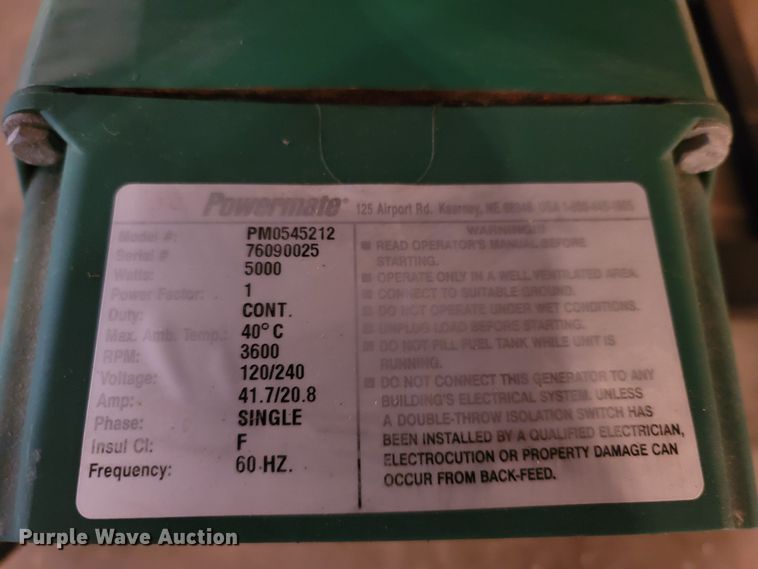 Powermate 125 Airport Rd. Kearney, NE 68848 USA
Model #: PM0545212
Serial # 76090025
Watts: 5000
Power Factor: 1
Duty: CONT.
Max. Amb. Temp.: 40° C
RPM: 3600
Voltage: 120/240
Amp: 41.7/20.8
Phase: SINGLE
Insul Cl: F
Frequency: 60 HZ.
WARNING!!!
■ READ OPERATOR'S MANUAL BEFORE
STARTING.
■ OPERATE ONLY IN A WELL VENTILATED AREA.
■ CONNECT TO SUITABLE GROUND.
■ DO NOT OPERATE UNDER WET CONDITIONS.
■ UNPLUG LOAD BEFORE STARTING.
■ DO NOT FILL FUEL TANK WHILE UNIT IS
RUNNING.
■ DO NOT CONNECT THIS GENERATOR TO ANY
BUILDING'S ELECTRICAL SYSTEM, UNLESS
A DOUBLE-THROW ISOLATION SWITCH HAS
BEEN INSTALLED BY A QUALIFIED ELECTRICIAN,
ELECTROCUTION OR PROPERTY DAMAGE CAN
OCCUR FROM BACK-FEED.
Purple Wave Auction